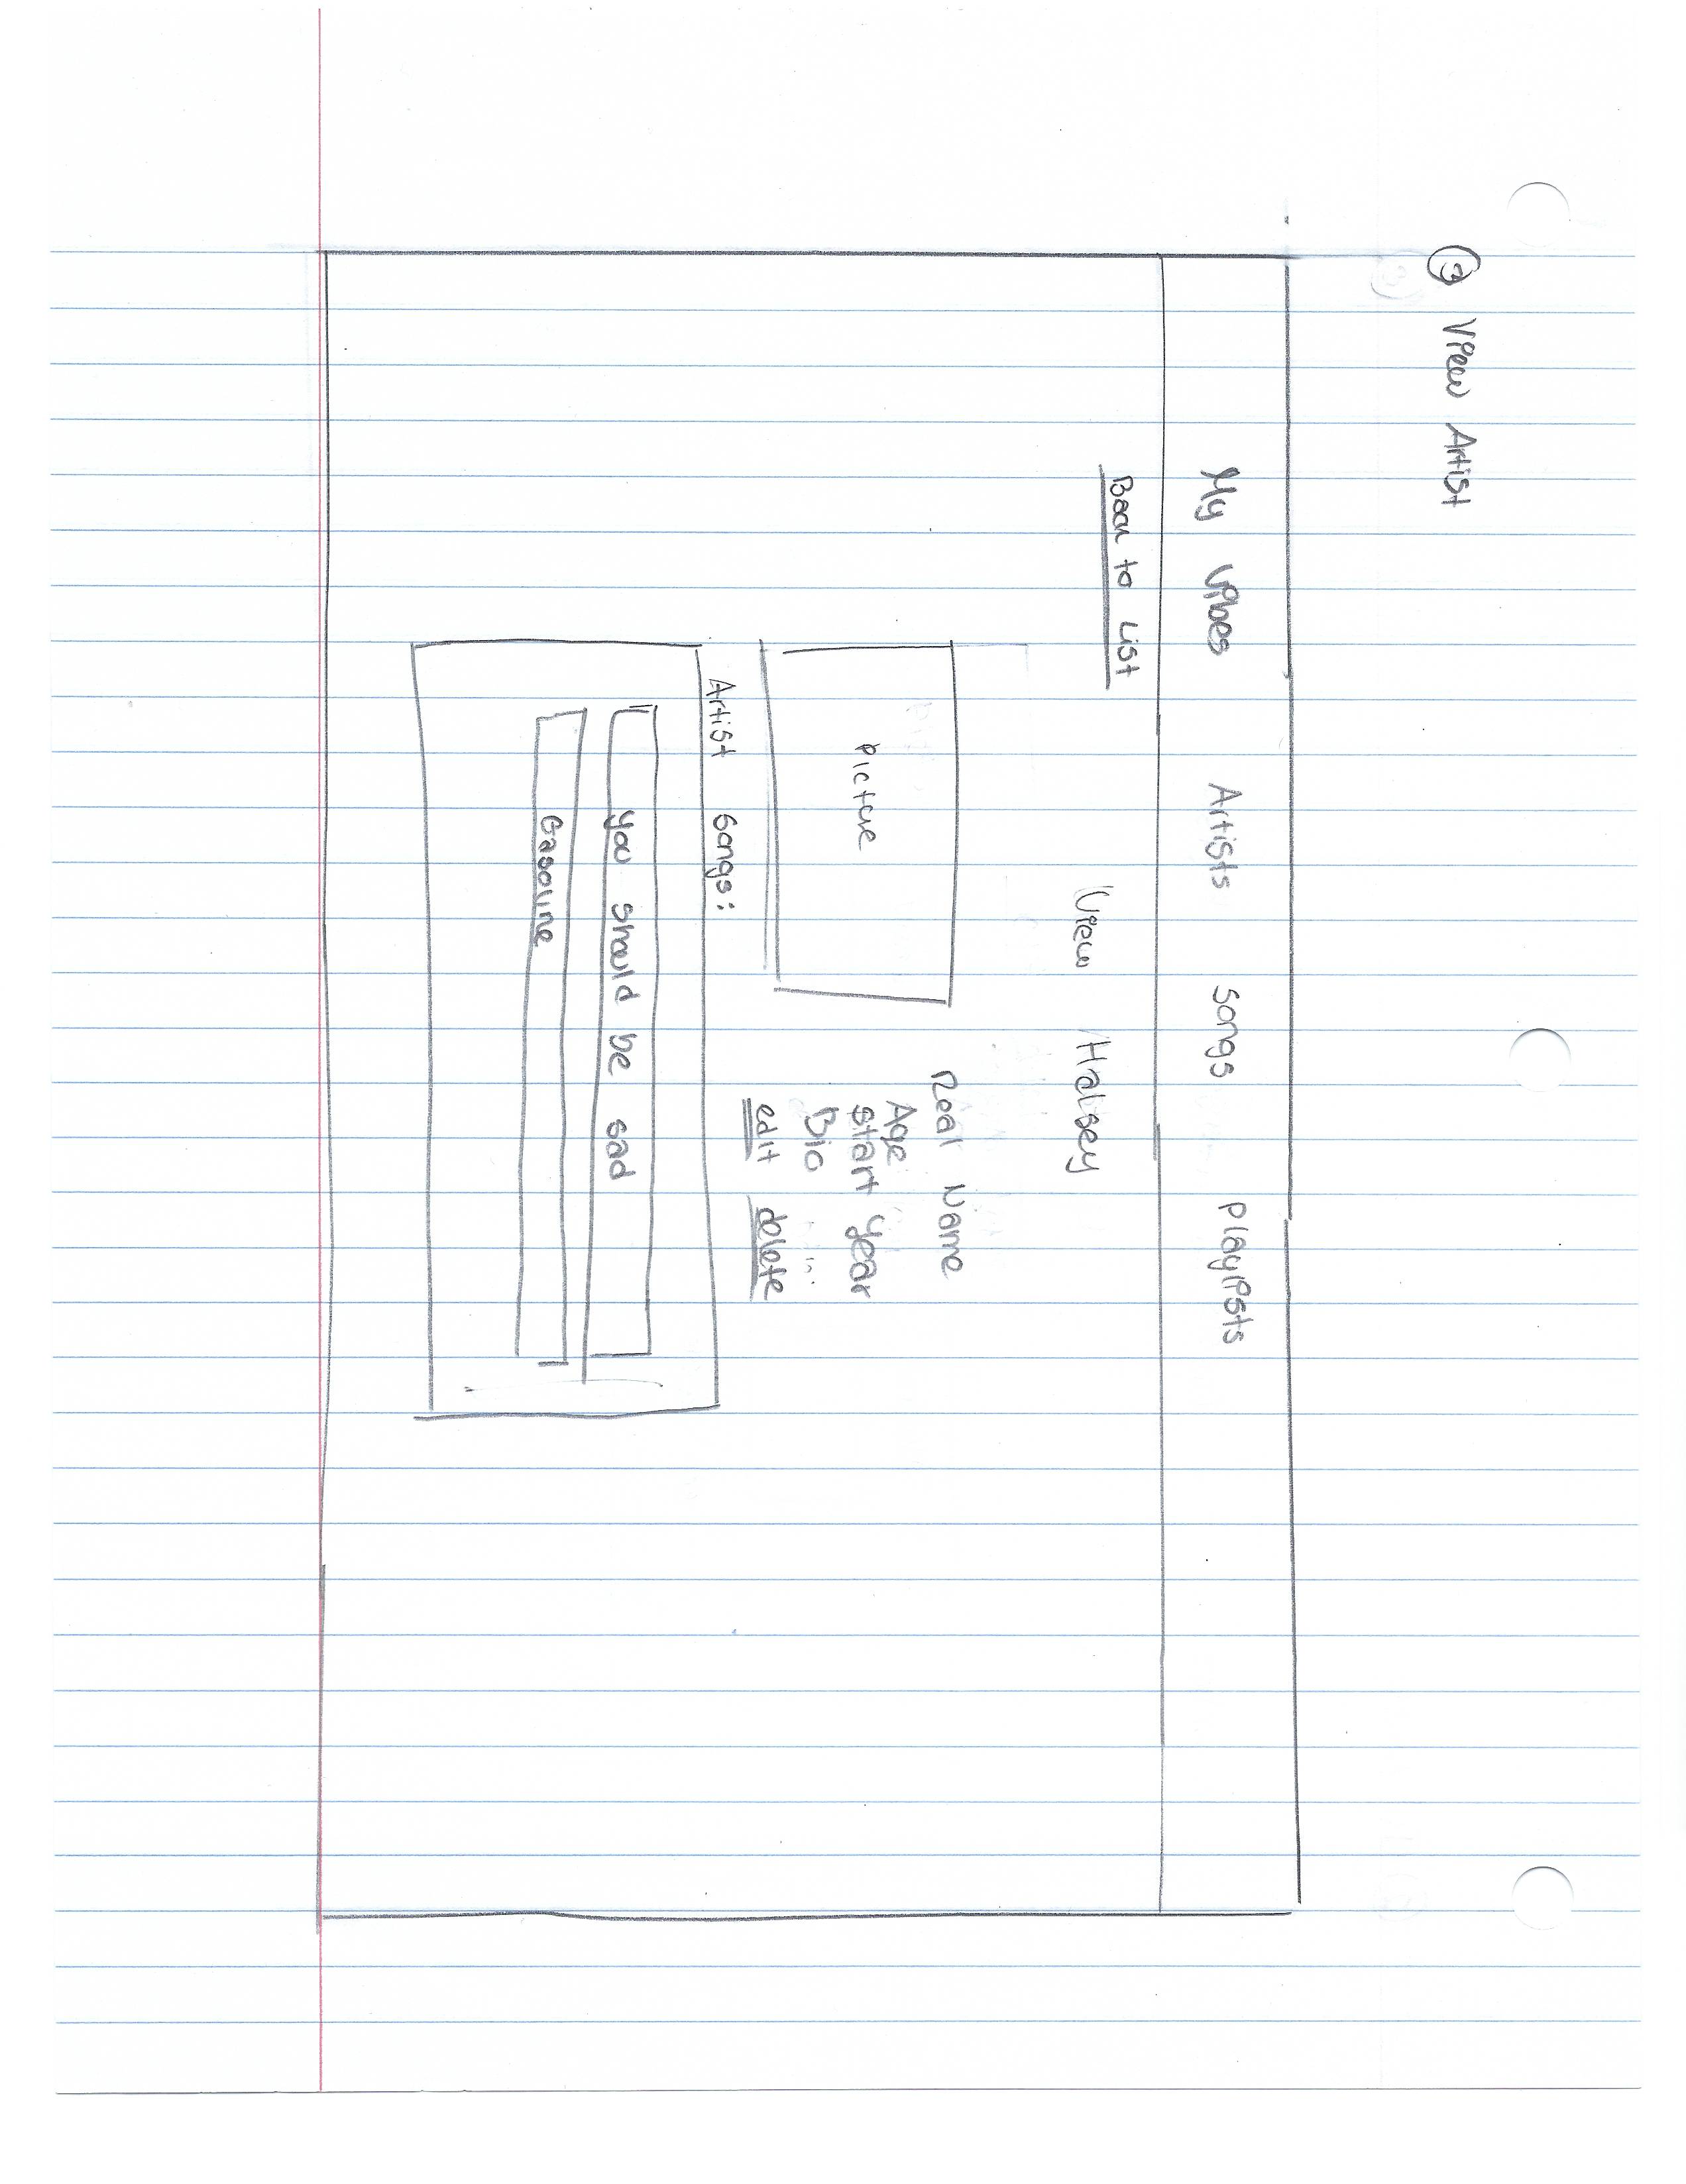 3 View Artist
My Vibes Artists songs playlists
Back to List
View Halsey
Real Name
Age
Picture start Year
Bio ...
edit delete
Artist Songs:
you should be sad
Gasoline